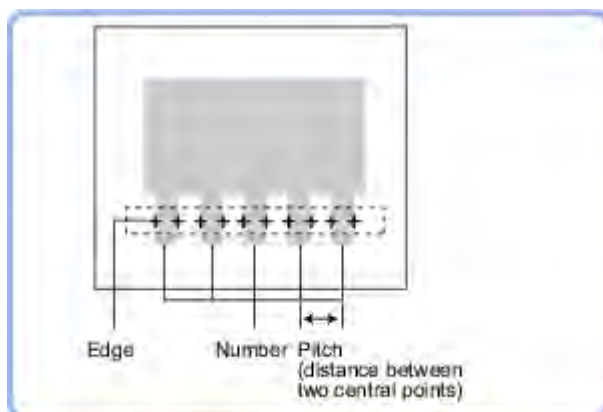 Edge
Number
Pitch
(distance between
two central points)